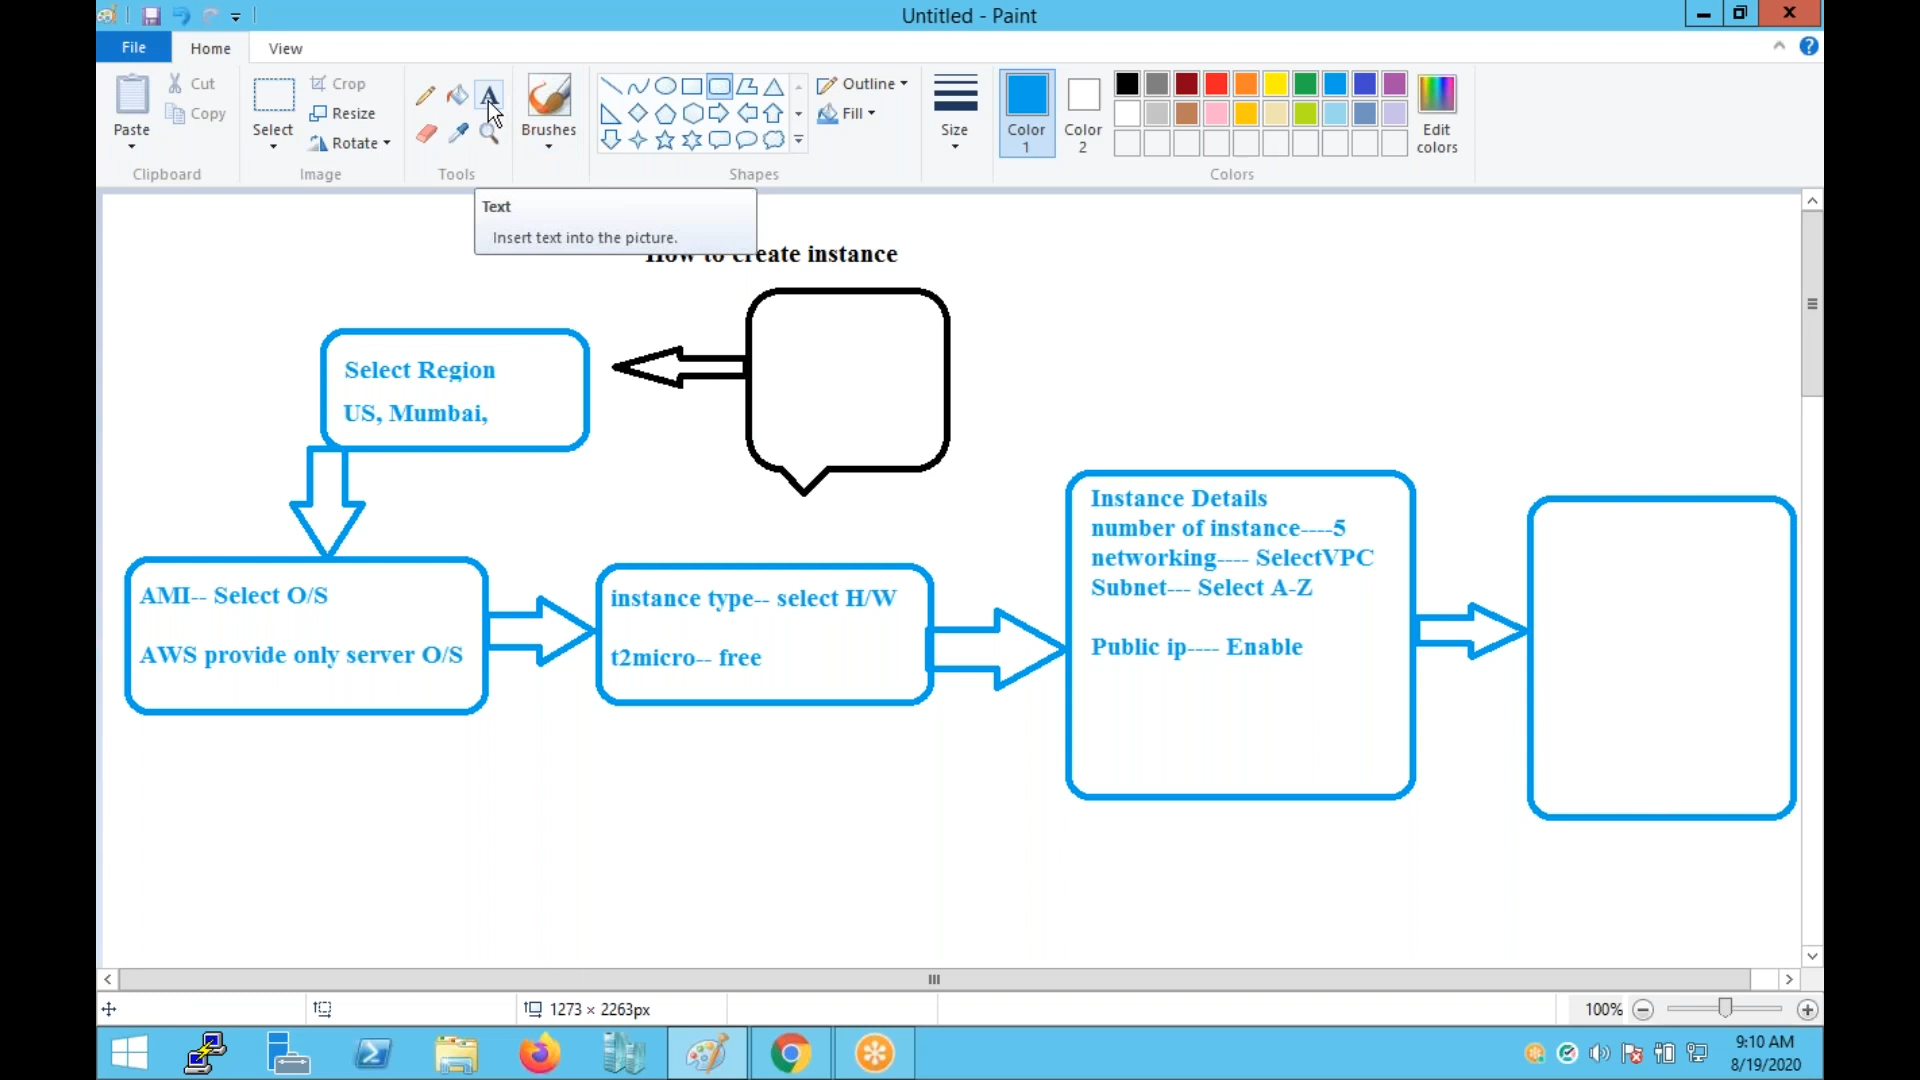 Untitled - Paint
File
Home
View
Paste
Cut
Copy
Clipboard
Select
Crop
Resize
Rotate
Image
Tools
Brushes
Shapes
Outline
Fill
Size
Color 1
Color 2
Edit colors
Colors
Text
Insert text into the picture.
How to create instance
Select Region
US, Mumbai,
AMI-- Select O/S
AWS provide only server O/S
instance type-- select H/W
t2micro-- free
Instance Details
number of instance----5
networking---- SelectVPC
Subnet--- Select A-Z
Public ip---- Enable
1273 × 2263px
100%
9:10 AM
8/19/2020